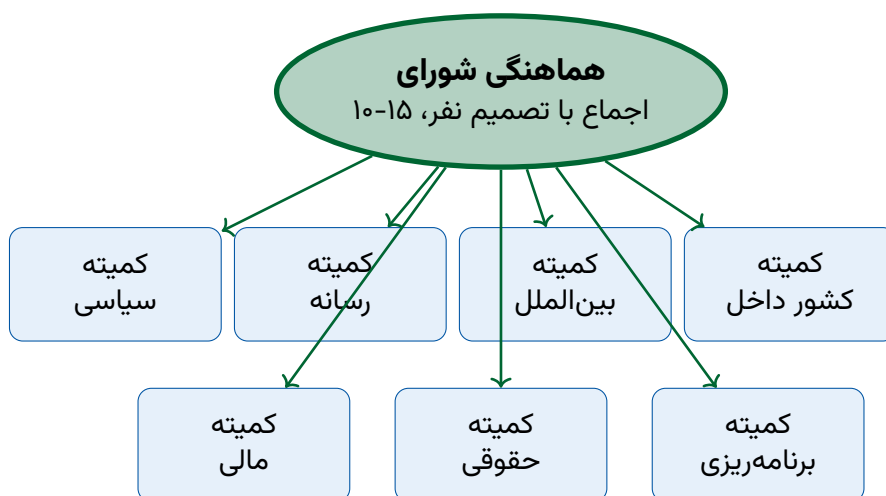 هماهنگی شورای
اجماع با تصمیم نفر، ۱۰-۱۵
کمیته
کشور داخل
کمیته
بین‌الملل
کمیته
رسانه
کمیته
سیاسی
کمیته
برنامه‌ریزی
کمیته
حقوقی
کمیته
مالی